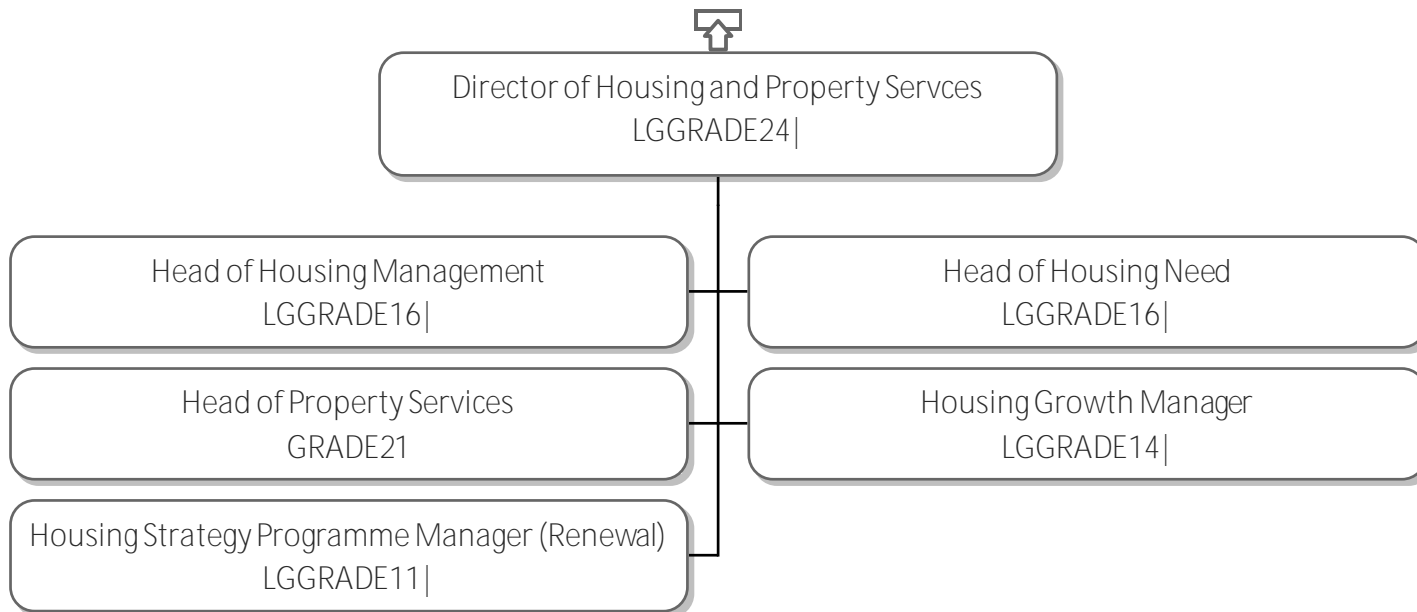 Director of Housing and Property Servces
LGGRADE24|
Head of Housing Management
LGGRADE16|
Head of Housing Need
LGGRADE16|
Head of Property Services
GRADE21
Housing Growth Manager
LGGRADE14|
Housing Strategy Programme Manager (Renewal)
LGGRADE11|